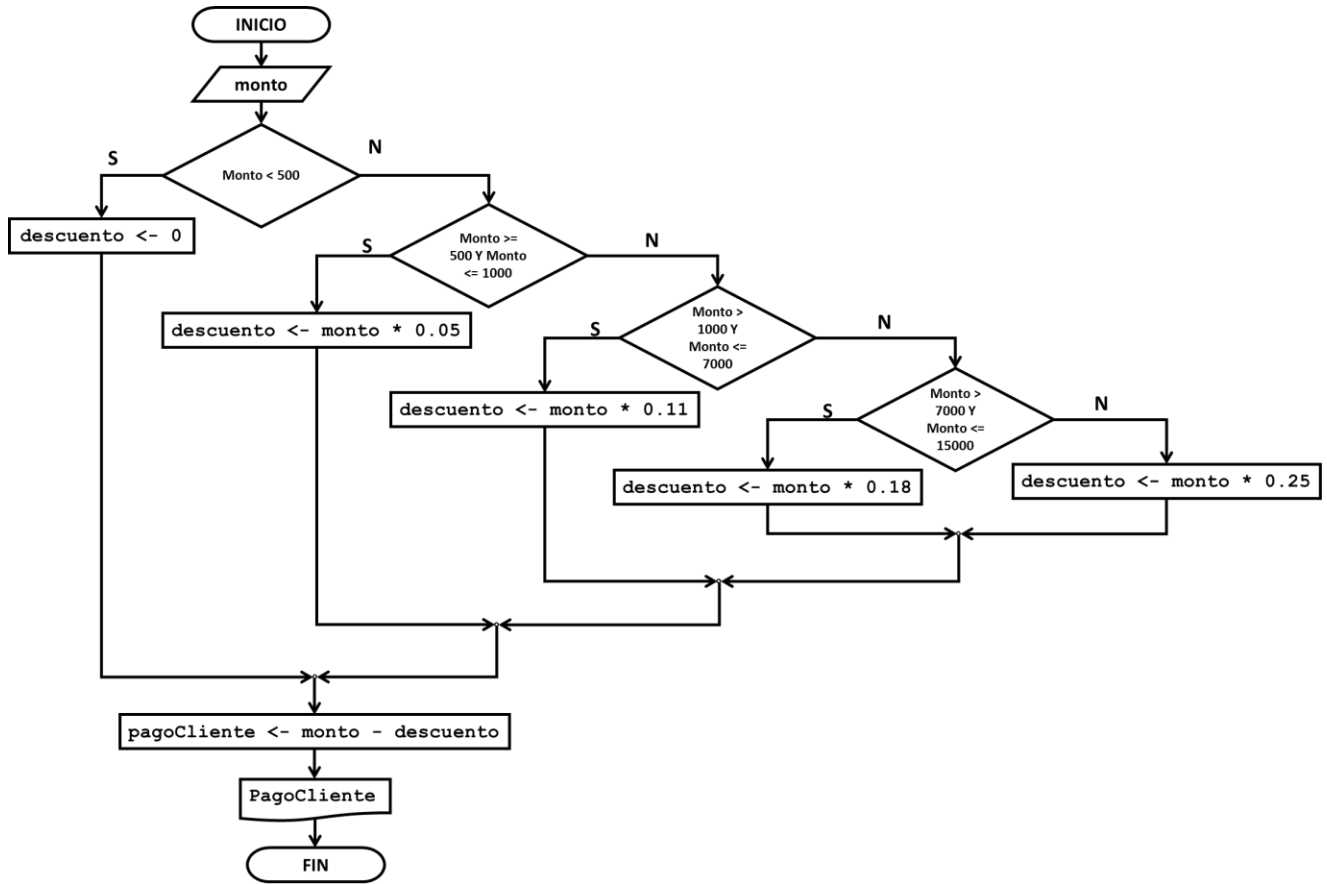 INICIO
monto
S
N
Monto < 500
descuento <- 0
S
N
Monto >=
500 Y Monto
<= 1000
descuento <- monto * 0.05
S
N
Monto >
1000 Y
Monto <=
7000
descuento <- monto * 0.11
S
N
Monto >
7000 Y
Monto <=
15000
descuento <- monto * 0.18
descuento <- monto * 0.25
pagoCliente <- monto - descuento
PagoCliente
FIN